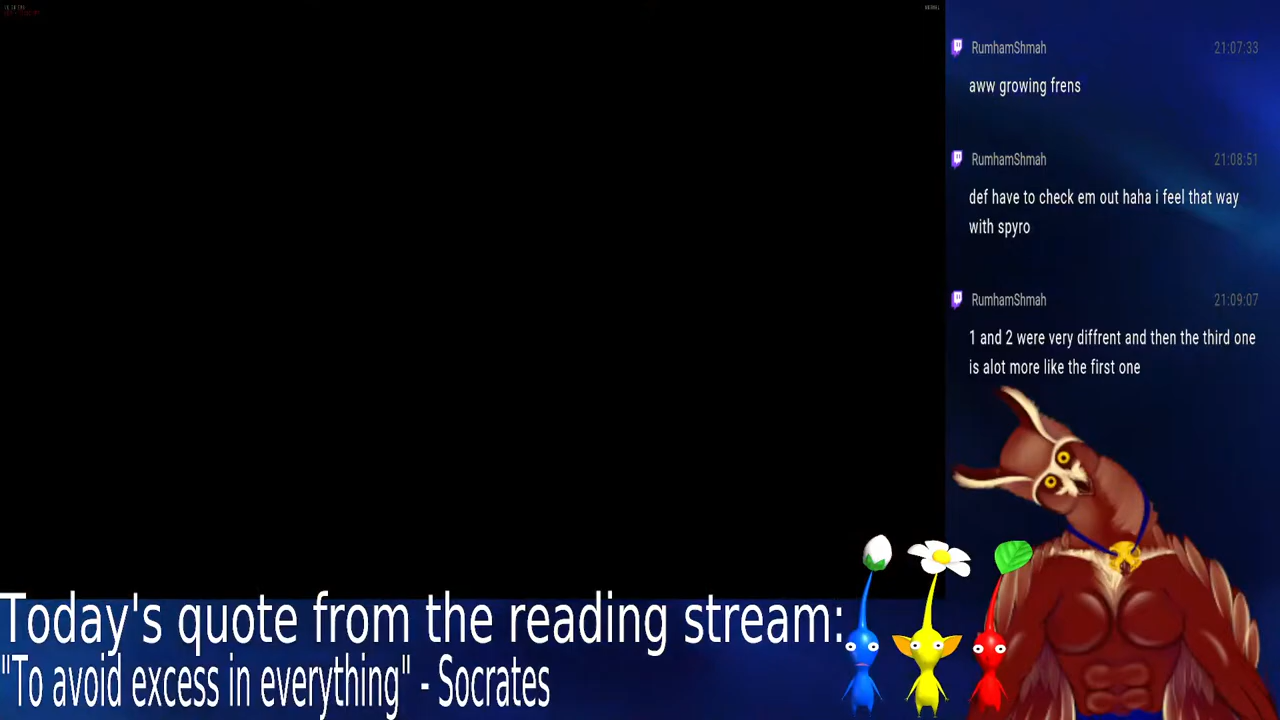 RumhamShmah 21:07:33
aww growing frens
RumhamShmah 21:08:51
def have to check em out haha i feel that way
with spyro
RumhamShmah 21:09:07
1 and 2 were very diffrent and then the third one
is alot more like the first one
Today's quote from the reading stream:
"To avoid excess in everything" - Socrates